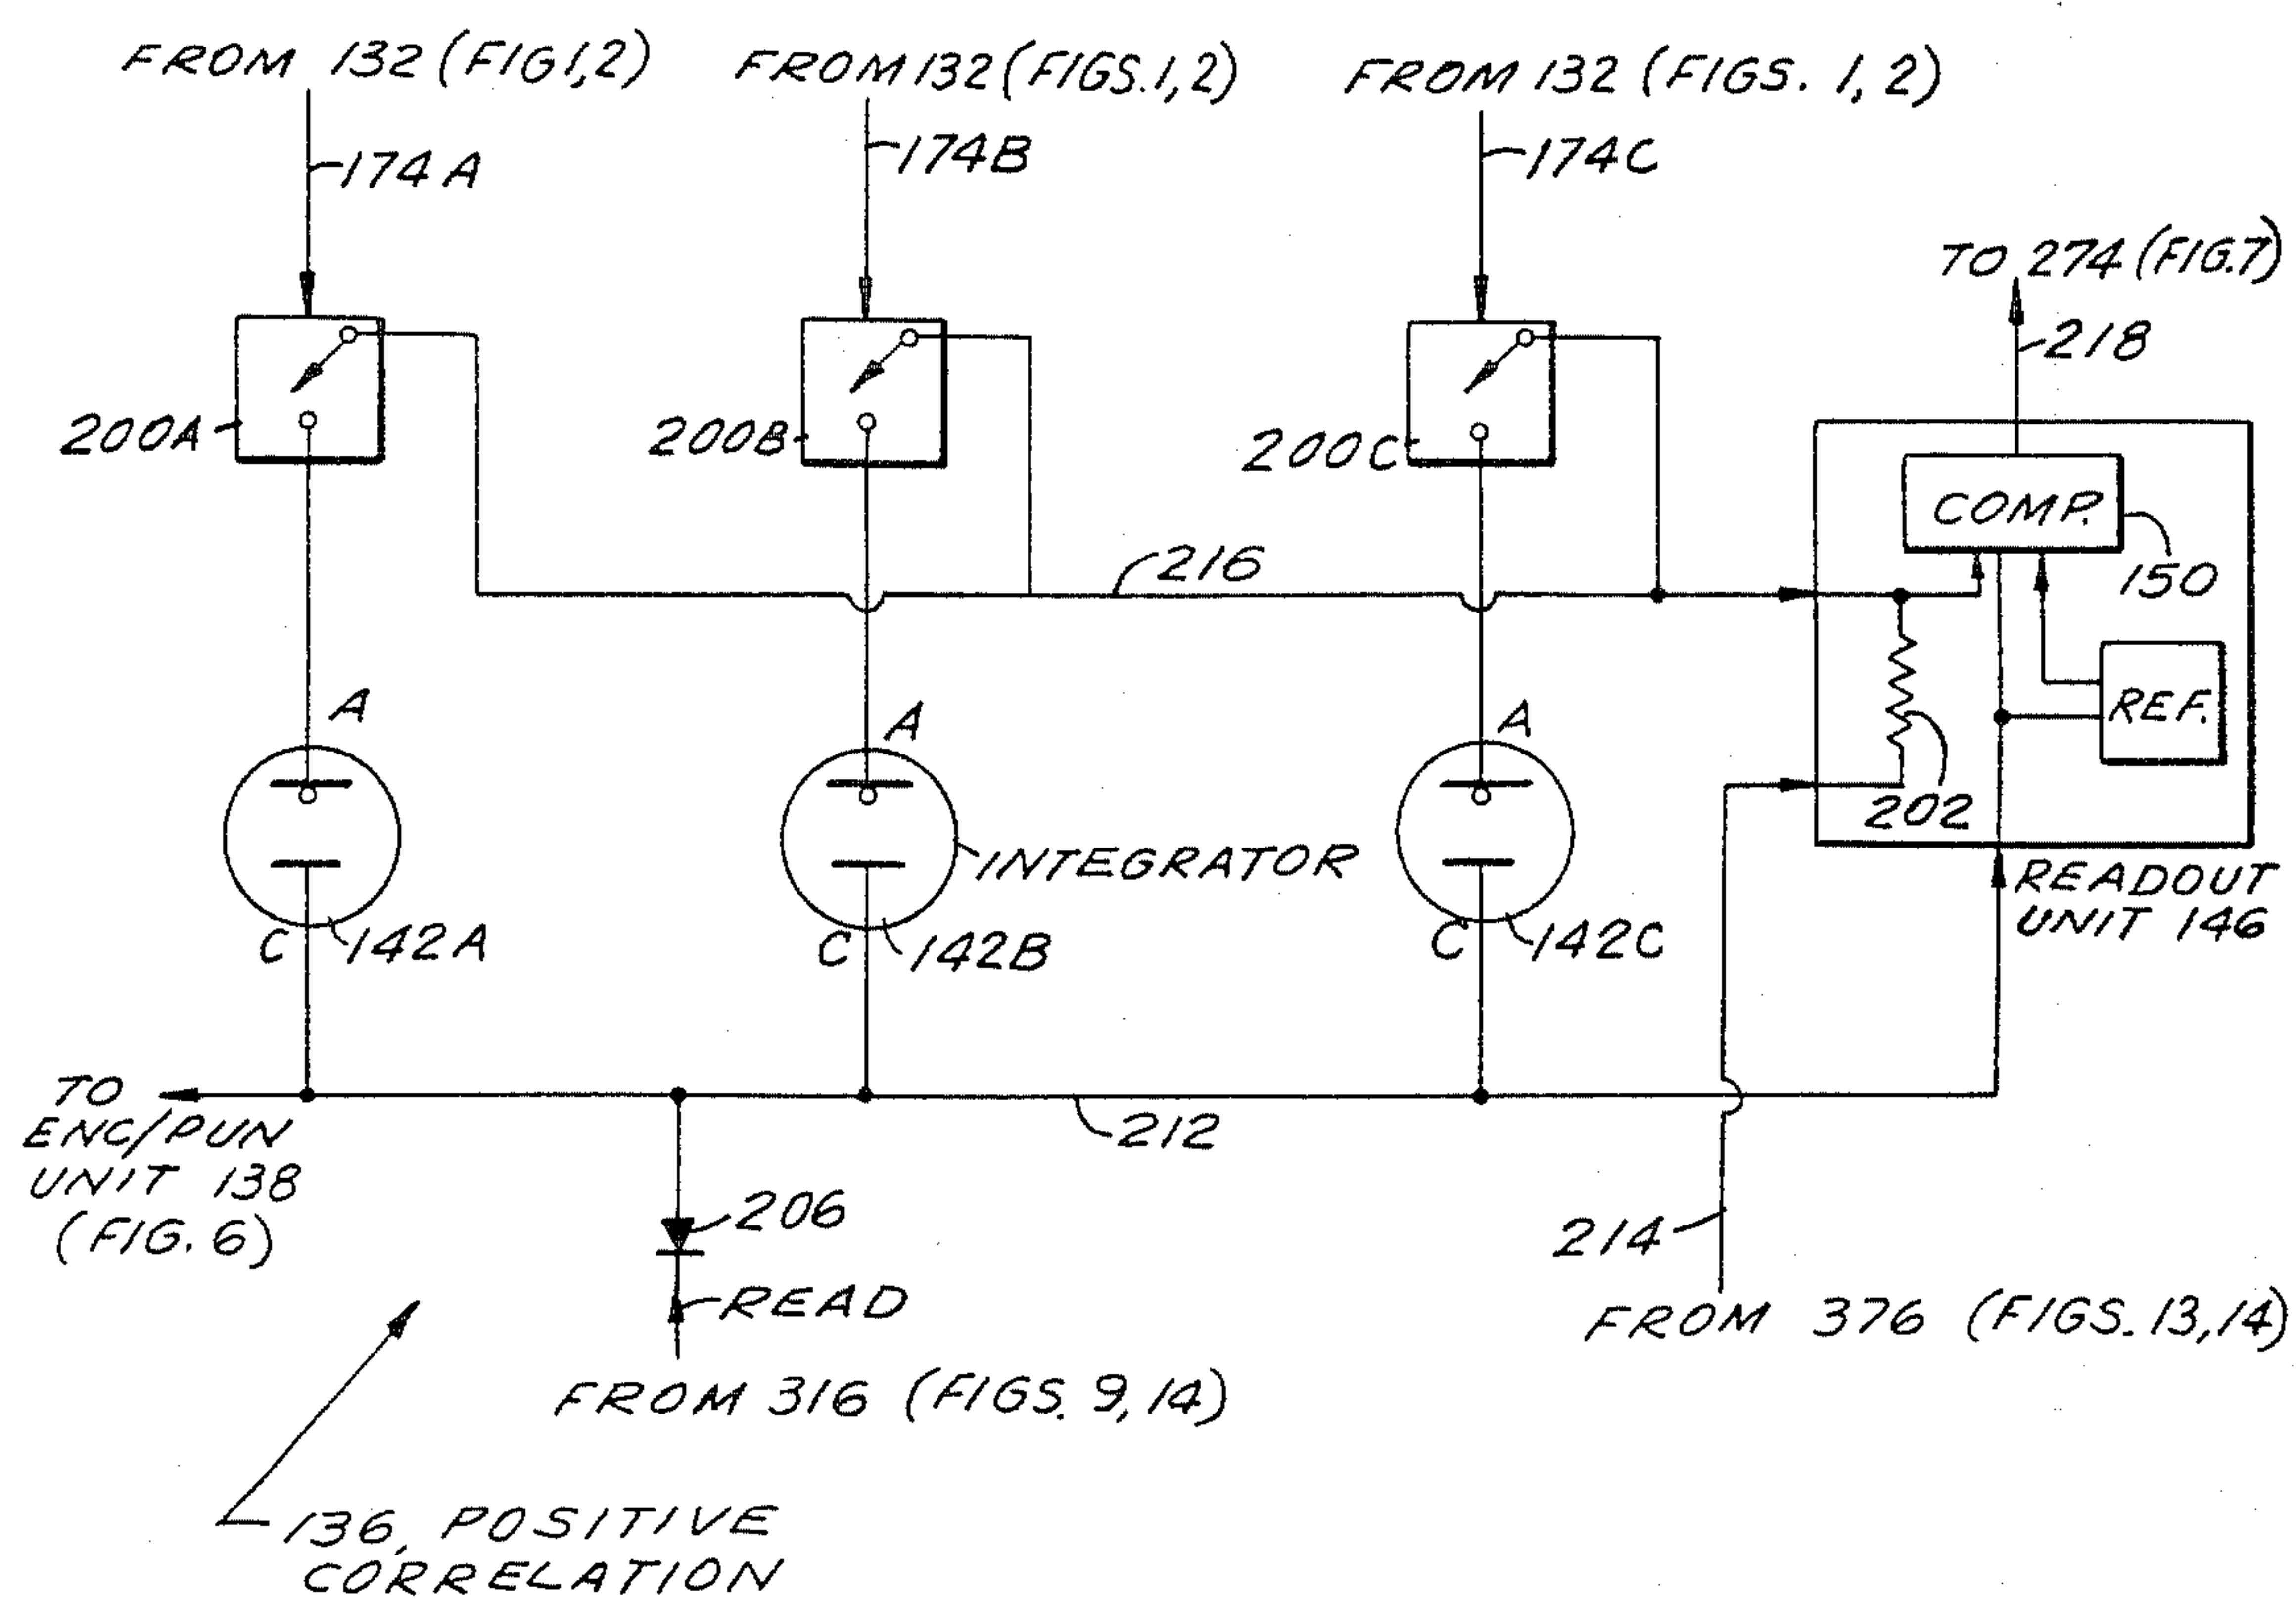 FROM 132 (FIG 1,2)
FROM 132 (FIGS. 1,2)
FROM 132 (FIGS. 1, 2)
174A
174B
174C
TO 274 (FIG.7)
218
200A
200B
200C
COMP.
150
216
REF.
202
A
A
A
INTEGRATOR
READOUT
UNIT 146
C
142A
C
142B
C
142C
TO
ENC/PUN
UNIT 138
(FIG. 6)
212
206
214
READ
FROM 376 (FIGS. 13,14)
FROM 316 (FIGS. 9,14)
136, POSITIVE
CORRELATION